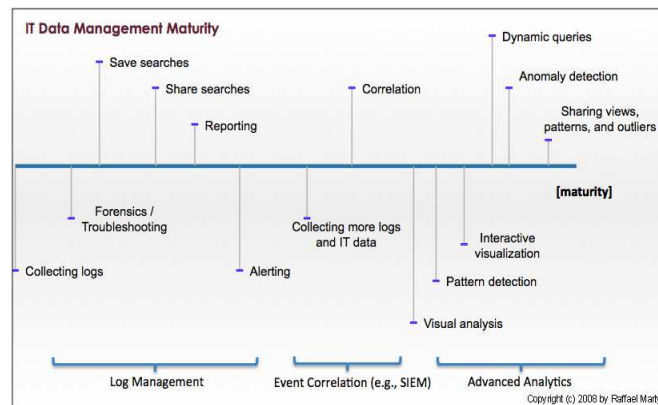 IT Data Management Maturity
Dynamic queries
Save searches
Anomaly detection
Share searches
Correlation
Sharing views,
patterns, and outliers
Reporting
[maturity]
Forensics /
Troubleshooting
Collecting more logs
and IT data
Interactive
visualization
Collecting logs
Alerting
Pattern detection
Visual analysis
Log Management
Event Correlation (e.g., SIEM)
Advanced Analytics
Copyright (c) 2008 by Raffael Marty